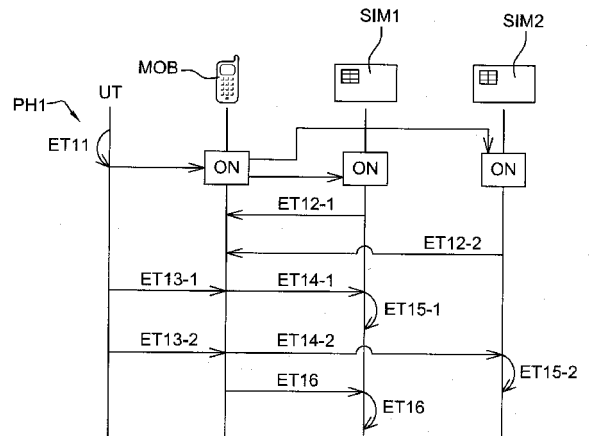 SIM1
SIM2
MOB
UT
PH1
ET11
ON
ON
ON
ET12-1
ET12-2
ET13-1
ET14-1
ET15-1
ET13-2
ET14-2
ET15-2
ET16
ET16